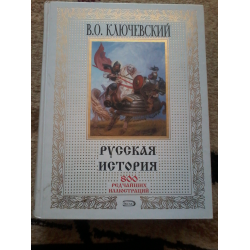 В.О. КЛЮЧЕВСКИЙ
РУССКАЯ
ИСТОРИЯ
800
РЕДЧАЙШИХ
ИЛЛЮСТРАЦИЙ